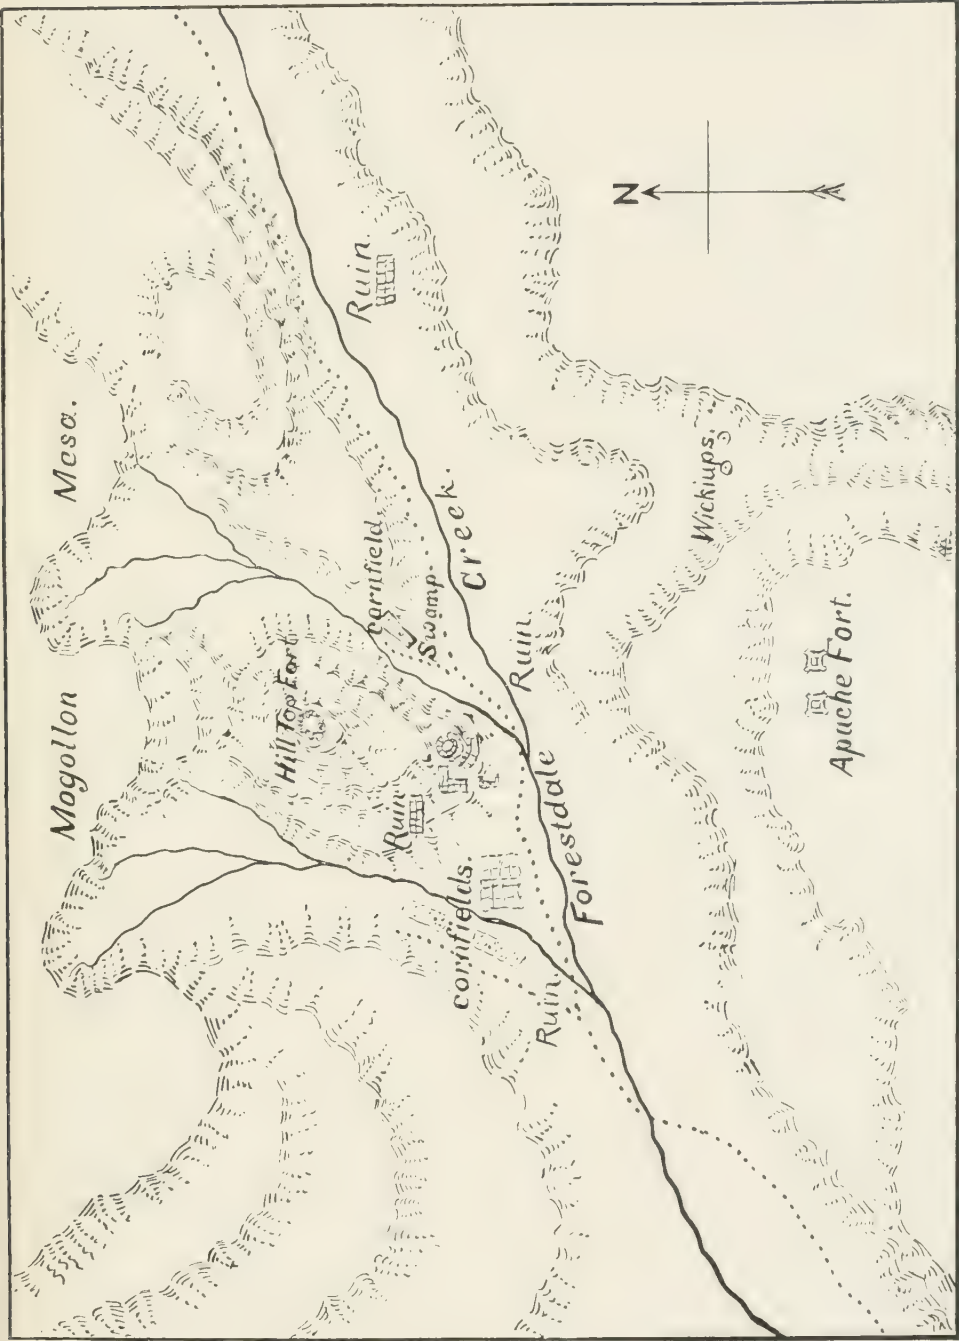 Mogollon Mesa.
Hill Top Fort
Ruin
cornfield
Swamp
Ruin.
cornfields.
Ruin.
Ruin.
Forestdale Creek.
Wickiups.
Apache Fort.
N